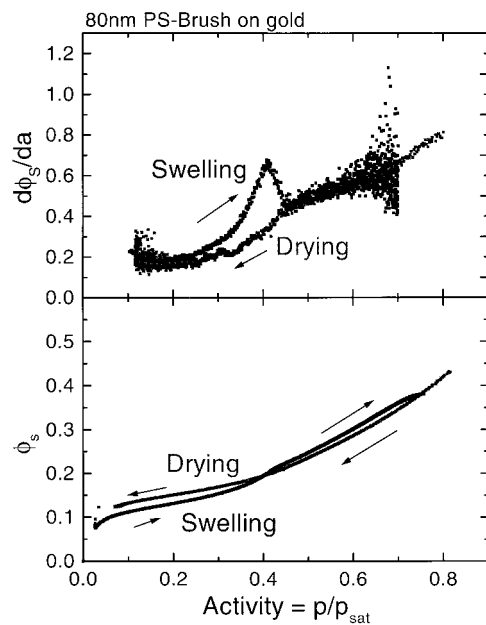 80nm PS-Brush on gold
1.2
1.0
0.8
0.6
0.4
0.2
0.0
dϕₛ/da
Swelling
Drying
0.5
0.4
0.3
0.2
0.1
0.0
ϕₛ
Drying
Swelling
0.0 0.2 0.4 0.6 0.8
Activity = p/pₛₐₜ